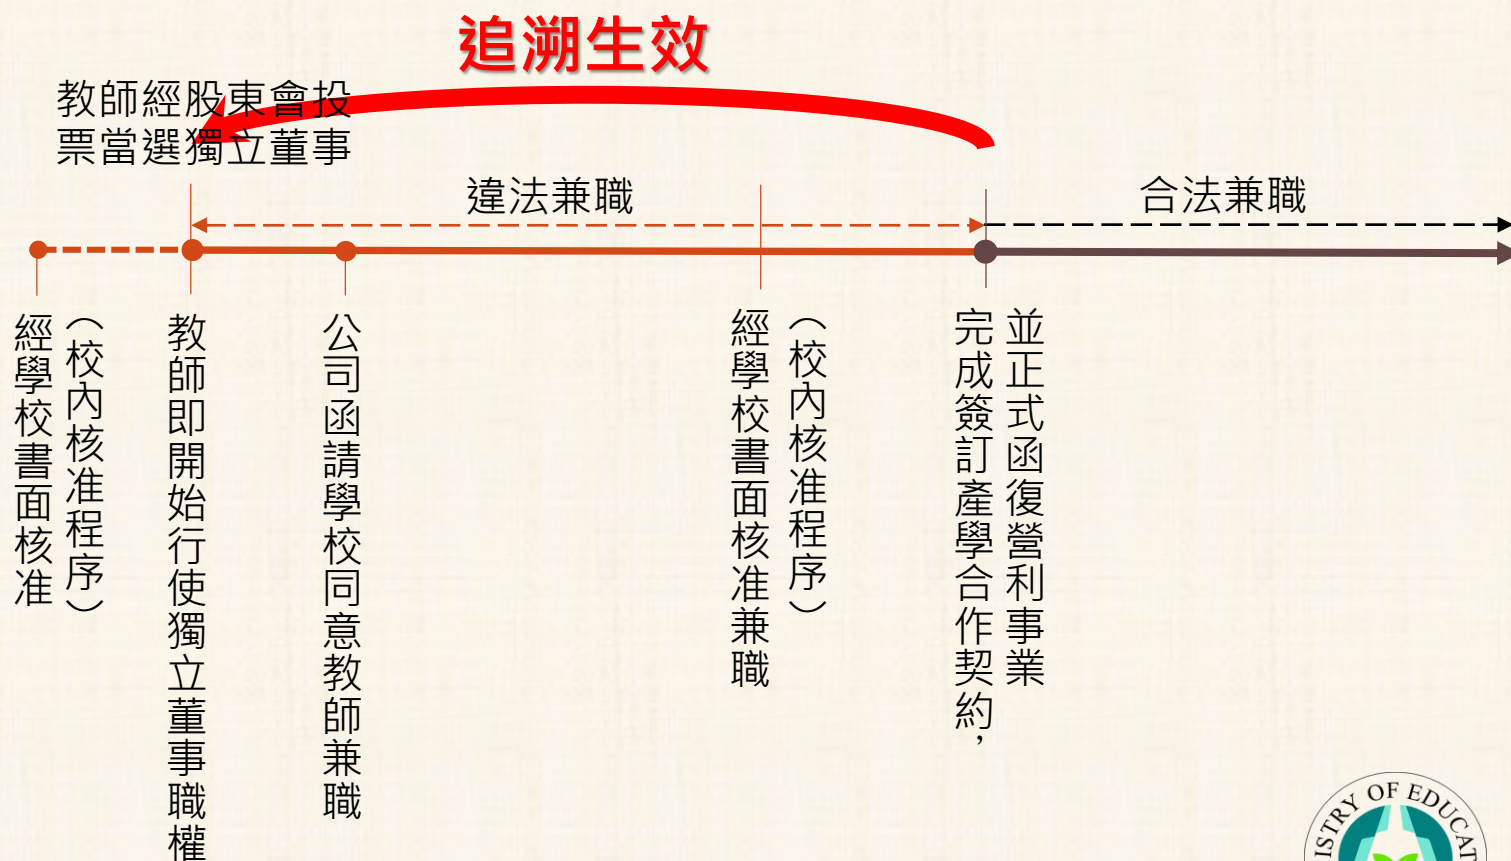 追溯生效
教師經股東會投
票當選獨立董事
違法兼職
合法兼職
經學校書面核准
（校內核准程序）
教師即開始行使獨立董事職權
公司函請學校同意教師兼職
經學校書面核准兼職
（校內核准程序）
完成簽訂產學合作契約，
並正式函復營利事業
STRY OF EDUCAT